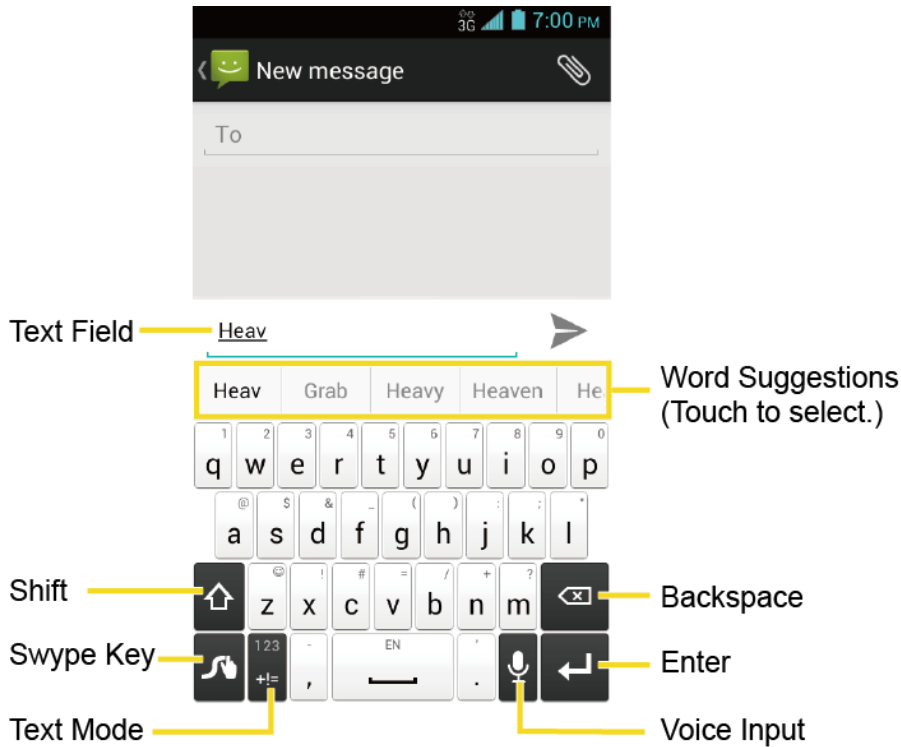 3G 7:00 PM
New message
To
Text Field
Heav
Heav Grab Heavy Heaven He
Word Suggestions
(Touch to select.)
1 2 3 4 5 6 7 8 9 0
q w e r t y u i o p
@ $ & _ ( ) : ; "
a s d f g h j k l
! # = / + ?
Shift
z x c v b n m
Backspace
Swype Key
123 - EN '
+!= , .
Enter
Text Mode
Voice Input